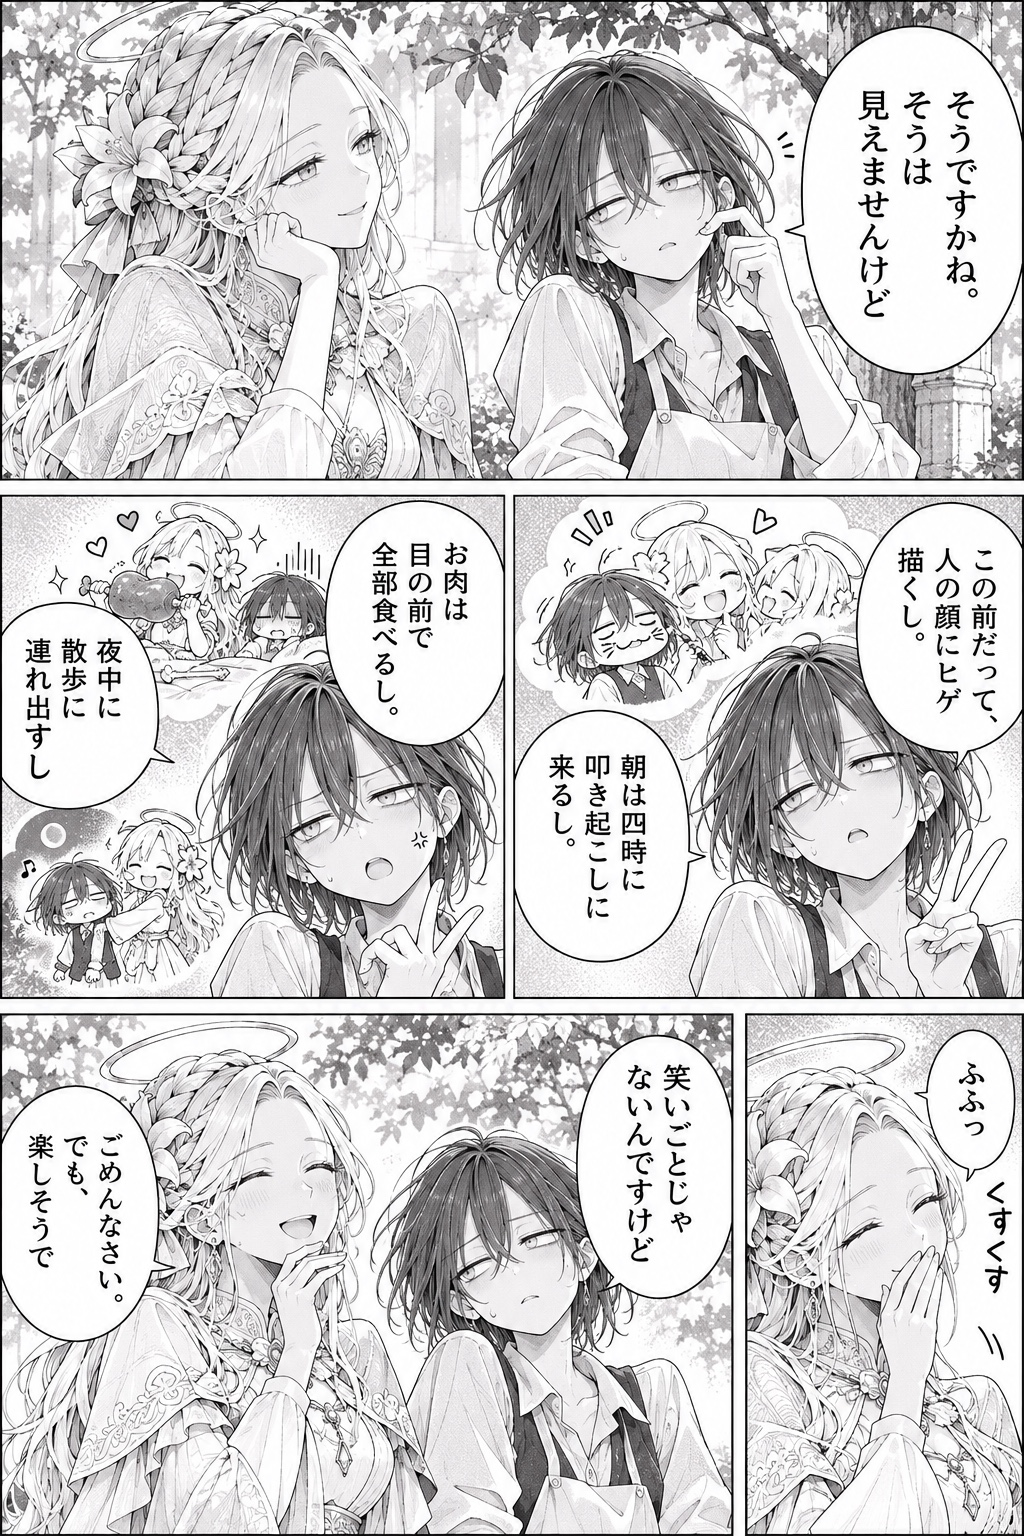 そうですかね。
そうは
見えませんけど
この前だって、
人の顔にヒゲ
描くし。
朝は四時に
叩き起こしに
来るし。
お肉は
目の前で
全部食べるし。
夜中に
散歩に
連れ出すし
ふふっ
くすくす
笑いごとじゃ
ないんですけど
ごめんなさい。
でも、
楽しそうで